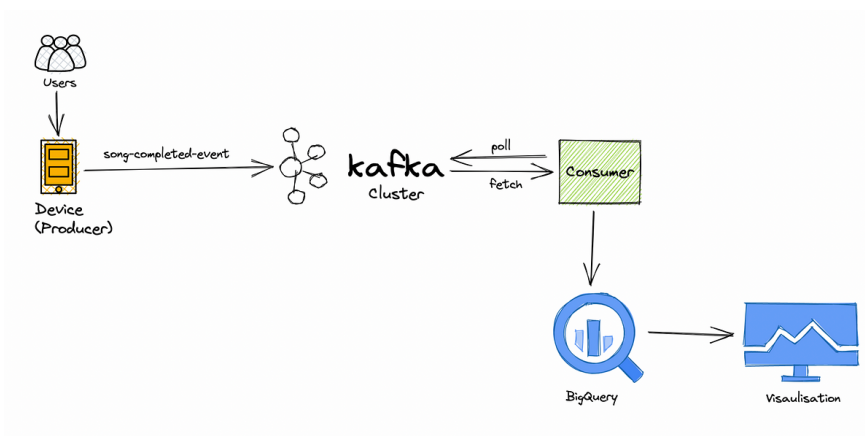 Users
song-completed-event
Device
(Producer)
kafka
Cluster
poll
fetch
Consumer
BigQuery
Visaulisation